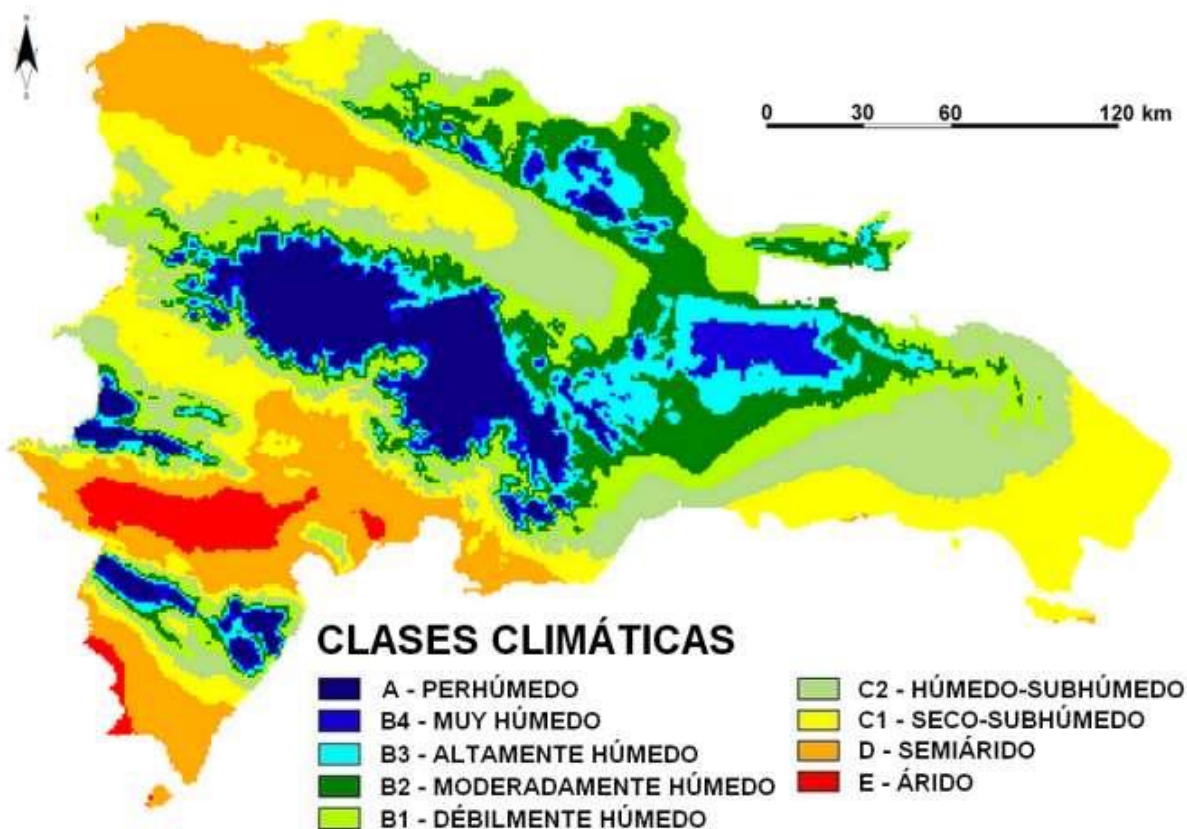 N
0 30 60 120 km
S
CLASES CLIMÁTICAS
A - PERHÚMEDO
B4 - MUY HÚMEDO
B3 - ALTAMENTE HÚMEDO
B2 - MODERADAMENTE HÚMEDO
B1 - DÉBILMENTE HÚMEDO
C2 - HÚMEDO-SUBHÚMEDO
C1 - SECO-SUBHÚMEDO
D - SEMIÁRIDO
E - ÁRIDO